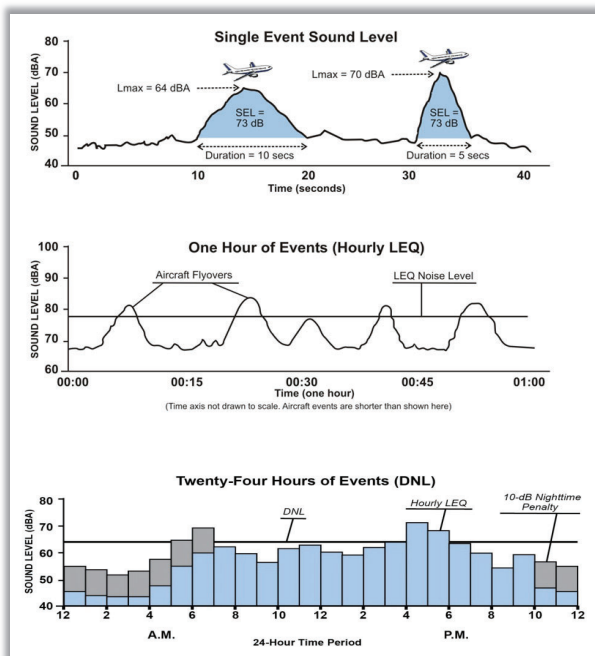 Single Event Sound Level
SOUND LEVEL (dBA)
80
70
60
50
40
Lmax = 64 dBA
SEL =
73 dB
Duration = 10 secs
Lmax = 70 dBA
SEL =
73 dB
Duration = 5 secs
0 10 20 30 40
Time (seconds)
One Hour of Events (Hourly LEQ)
SOUND LEVEL (dBA)
100
90
80
70
60
Aircraft Flyovers
LEQ Noise Level
00:00 00:15 00:30 00:45 01:00
Time (one hour)
(Time axis not drawn to scale. Aircraft events are shorter than shown here)
Twenty-Four Hours of Events (DNL)
SOUND LEVEL (dBA)
80
70
60
50
40
DNL
Hourly LEQ
10-dB Nighttime
Penalty
12 2 4 6 8 10 12 2 4 6 8 10 12
A.M. P.M.
24-Hour Time Period